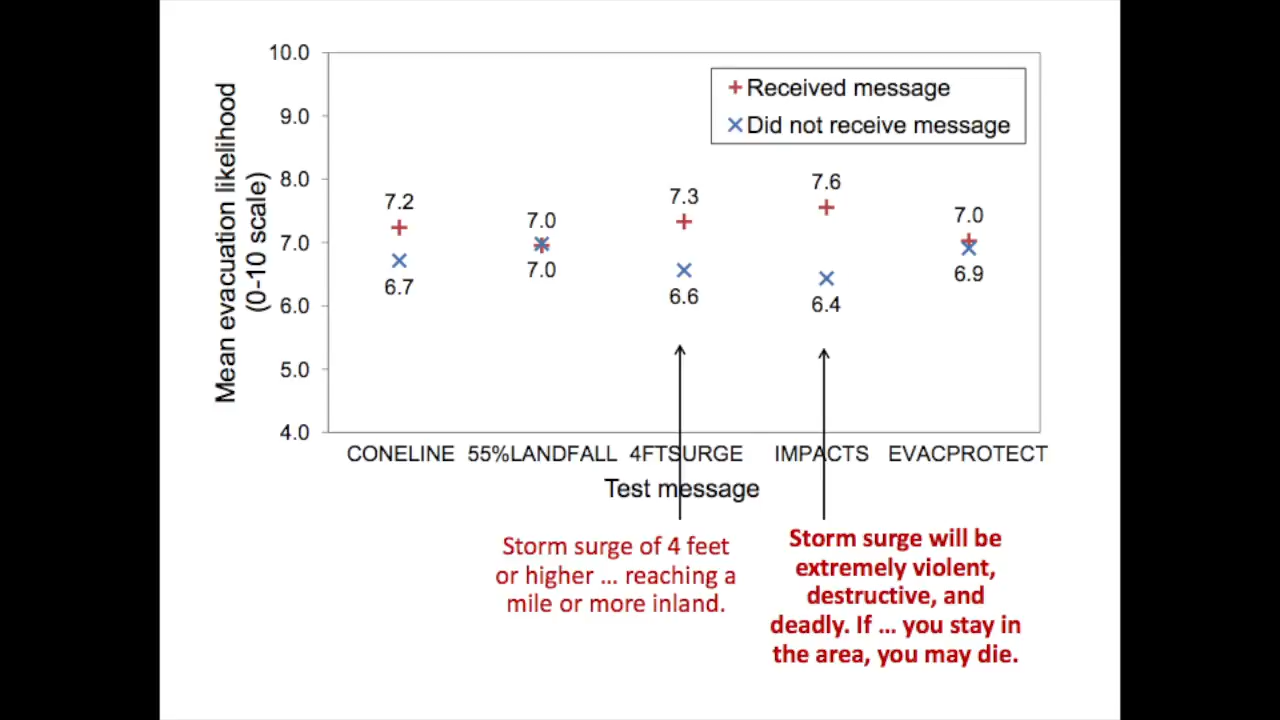 10.0
9.0
8.0
7.0
6.0
5.0
4.0
Mean evacuation likelihood
(0-10 scale)
Received message
Did not receive message
7.2
6.7
7.0
7.0
7.3
6.6
7.6
6.4
7.0
6.9
CONELINE 55%LANDFALL 4FTSURGE IMPACTS EVACPROTECT
Test message
Storm surge of 4 feet
or higher ... reaching a
mile or more inland.
Storm surge will be
extremely violent,
destructive, and
deadly. If ... you stay in
the area, you may die.